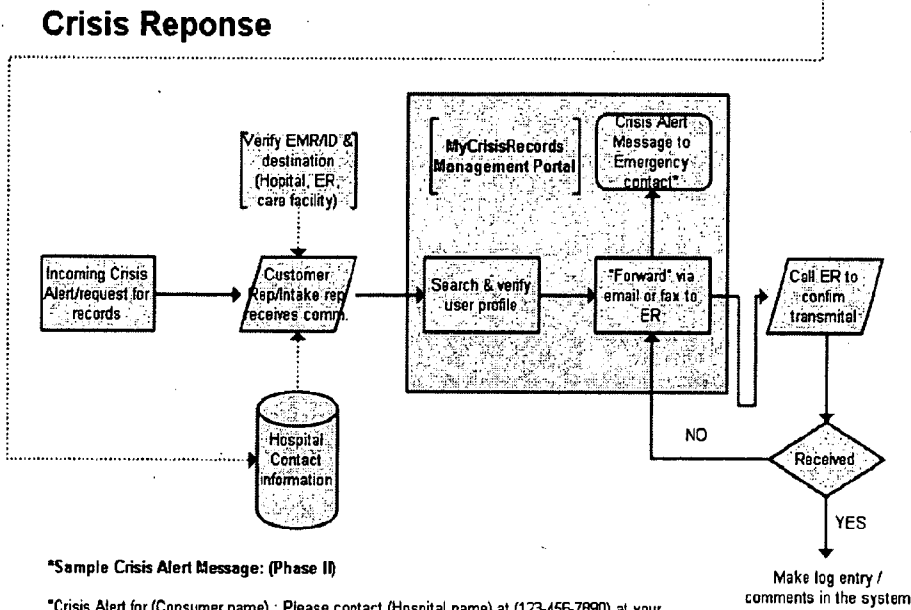 Crisis Reponse
Verify EMR/ID &
destination
(Hopital, ER,
care facility)
MyCrisisRecords
Management Portal
Crisis Alert
Message to
Emergency
contact*
Incoming Crisis
Alert/request for
records
Customer
Rep/Intake rep
receives comm.
Search & verify
user profile
"Forward" via
email or fax to
ER
Call ER to
confirm
transmital
Hospital
Contact
information
NO
Received
YES
Make log entry /
comments in the system
*Sample Crisis Alert Message: (Phase II)
"Crisis Alert for (Consumer name) : Please contact (Hospital name) at (123-456-7890) at your